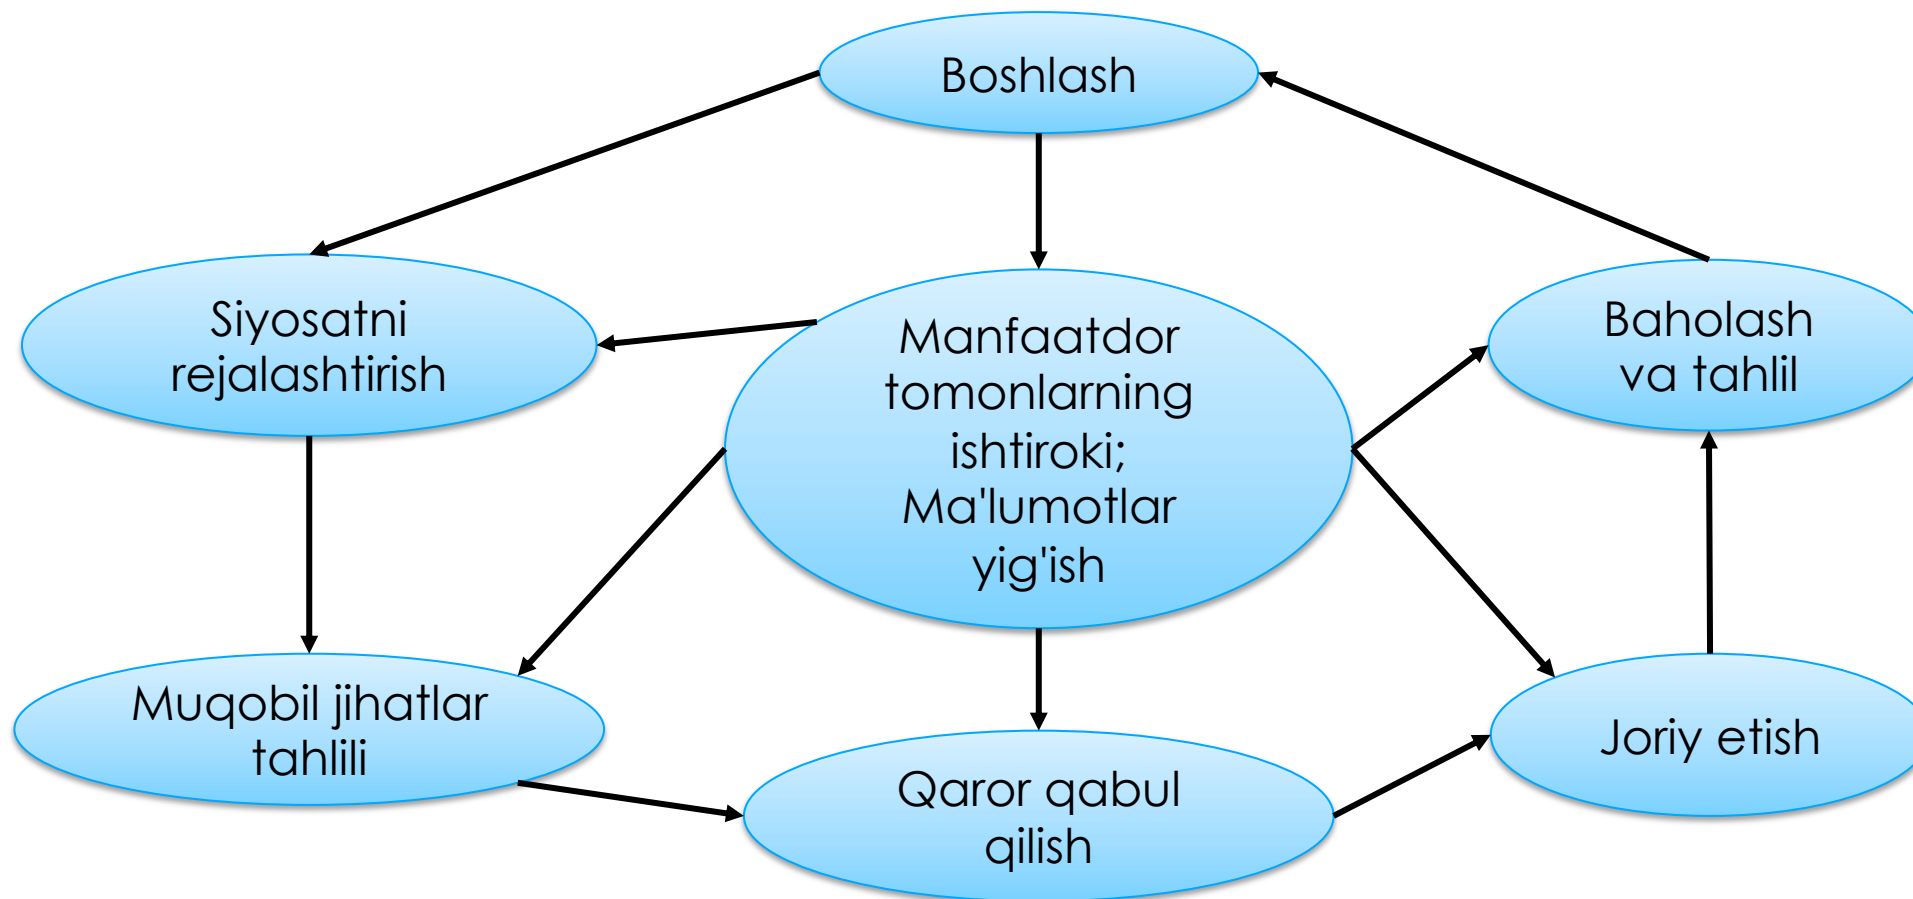 Boshlash
Siyosatni
rejalashtirish
Manfaatdor
tomonlarning
ishtiroki;
Ma'lumotlar
yig'ish
Baholash
va tahlil
Muqobil jihatlar
tahlili
Qaror qabul
qilish
Joriy etish